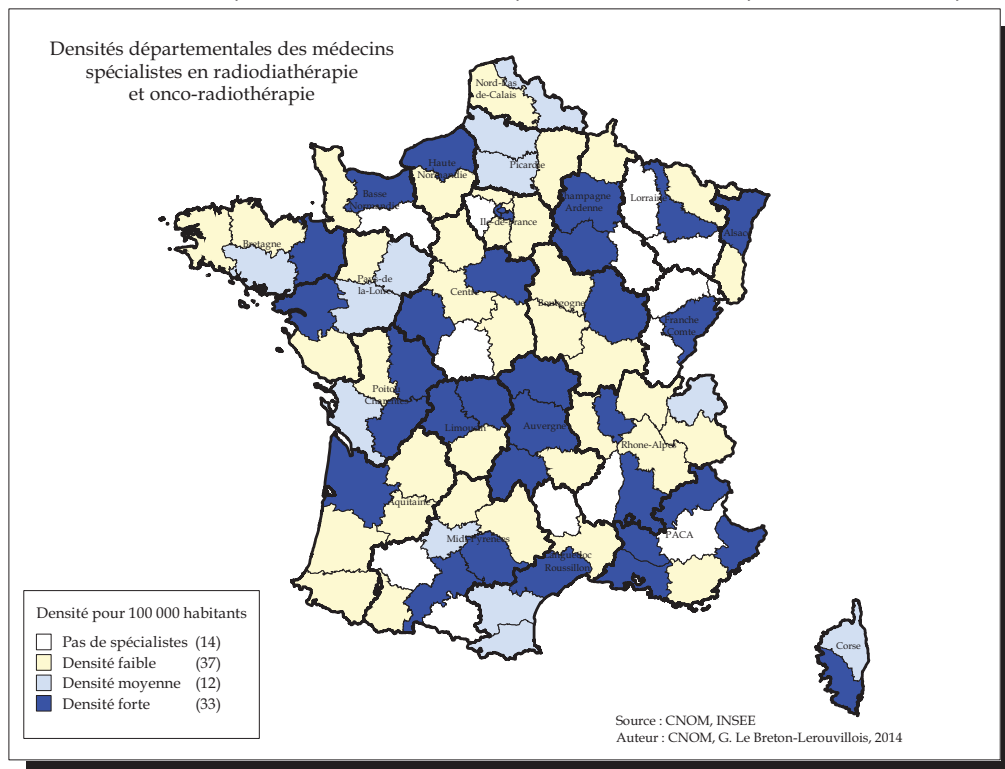 Densités départementales des médecins
spécialistes en radiodiathérapie
et onco-radiothérapie
Nord-Pas
de-Calais
Picardie
Haute
Normandie
Basse
Normandie
Ile-de-France
Champagne
Ardenne
Lorraine
Alsace
Bretagne
Pays-de
la-Loire
Centre
Bourgogne
Franche
Comte
Poitou
Charentes
Limousin
Auvergne
Rhone-Alpes
Aquitaine
Midi-Pyrenees
Languedoc
Roussillon
PACA
Corse
Densité pour 100 000 habitants
Pas de spécialistes (14)
Densité faible (37)
Densité moyenne (12)
Densité forte (33)
Source : CNOM, INSEE
Auteur : CNOM, G. Le Breton-Lerouvillois, 2014